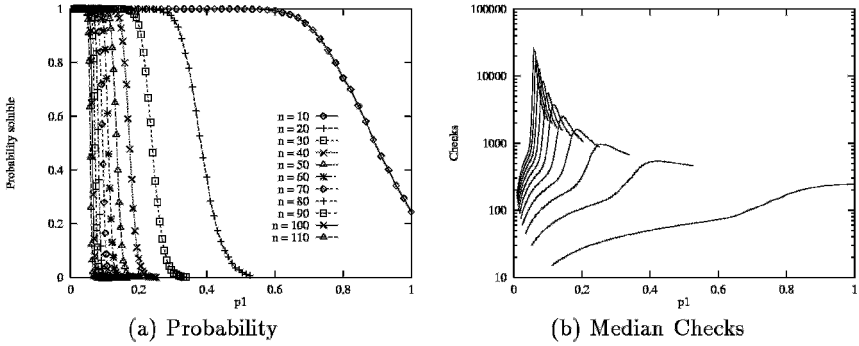 1
0.8
0.6
0.4
0.2
0
Probability soluble
n = 10
n = 20
n = 30
n = 40
n = 50
n = 60
n = 70
n = 80
n = 90
n = 100
n = 110
0 0.2 0.4 0.6 0.8 1
p1
(a) Probability
100000
10000
1000
100
10
Checks
0 0.2 0.4 0.6 0.8 1
p1
(b) Median Checks